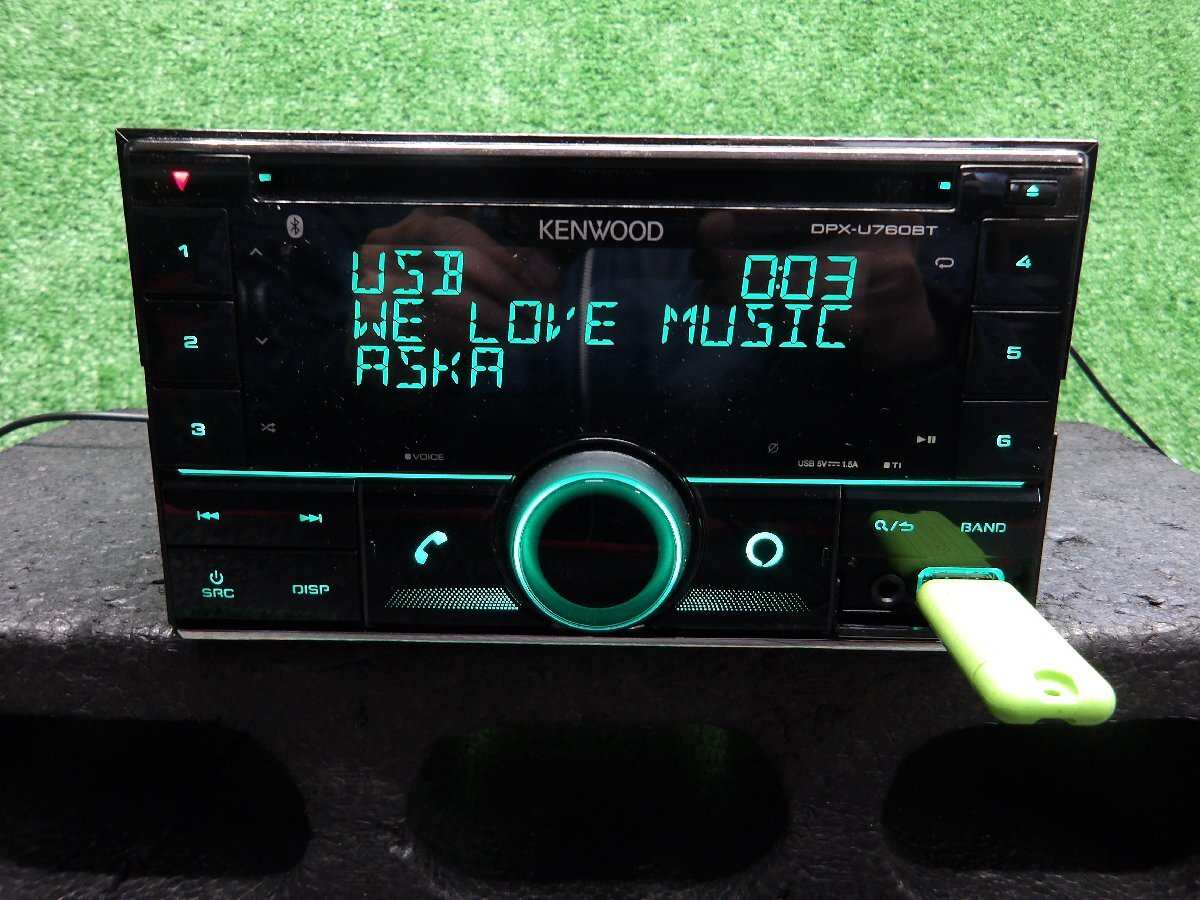 KENWOOD
DPX-U760BT
USB 0:03
WE LOVE MUSIC
ASKA
1
2
3
4
5
6
VOICE
USB 5V 1.5A
TI
SRC
DISP
Q/
BAND